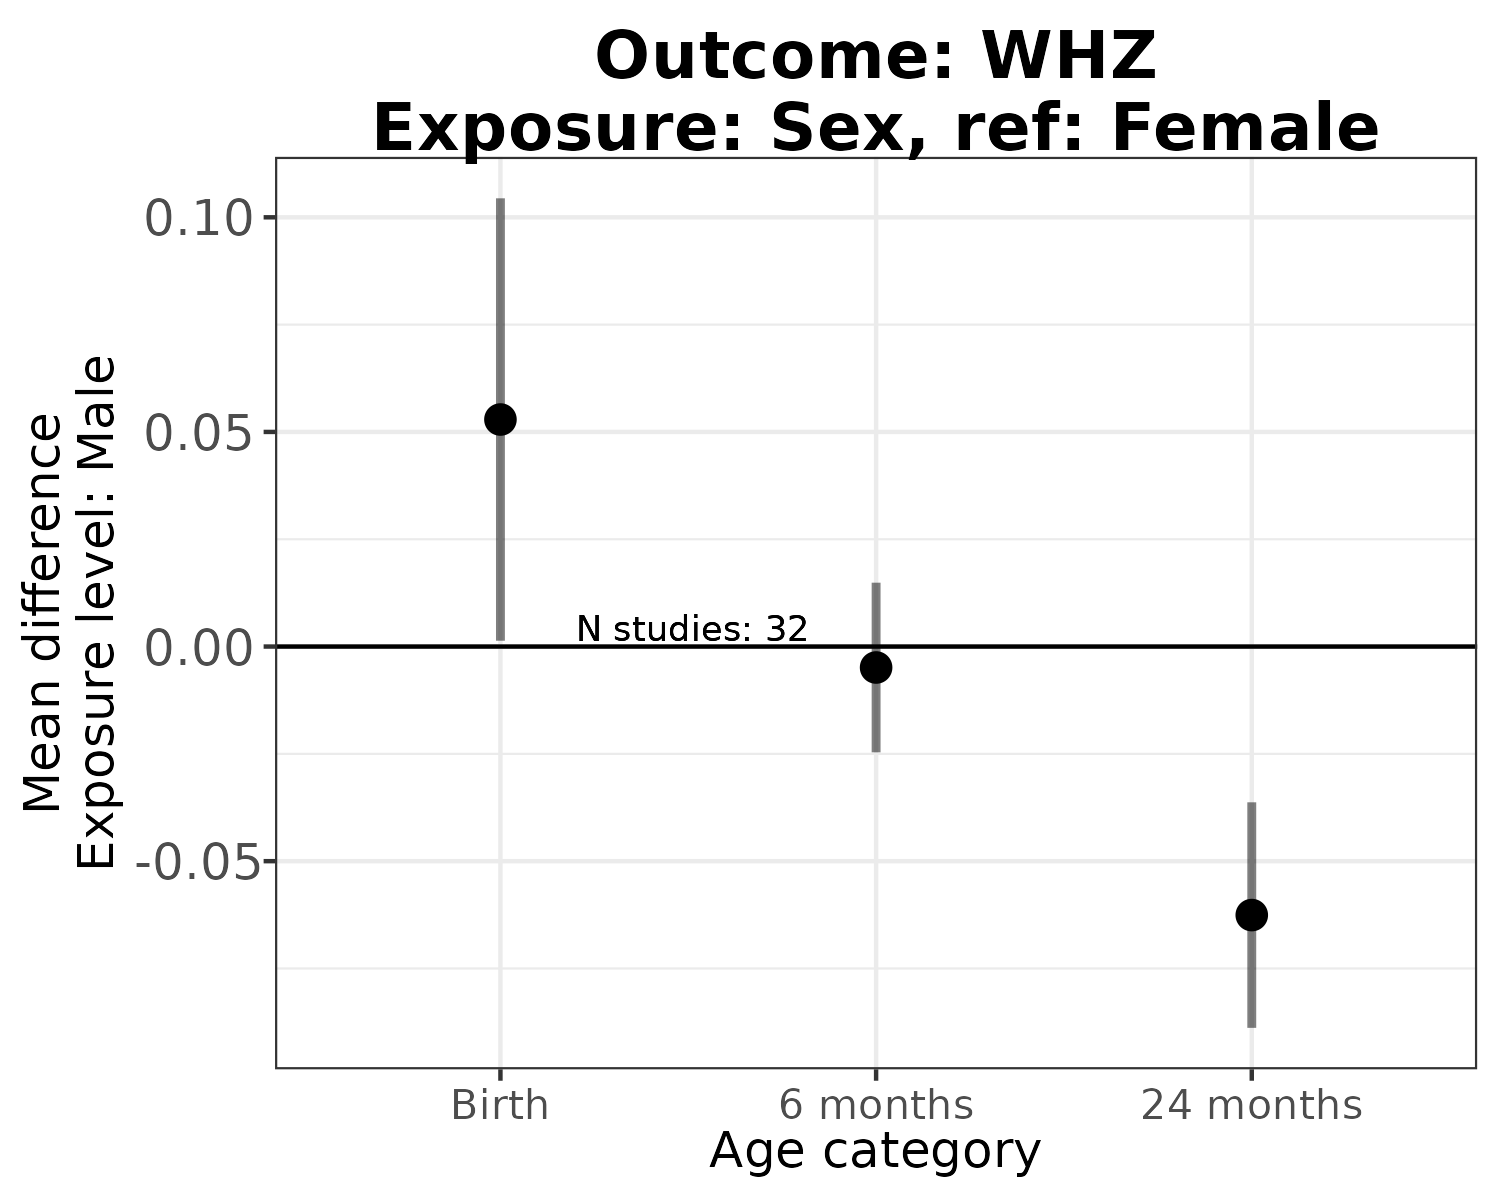 Outcome: WHZ
Exposure: Sex, ref: Female
Mean difference
Exposure level: Male
0.10
0.05
0.00
-0.05
N studies: 32
Birth
6 months
24 months
Age category